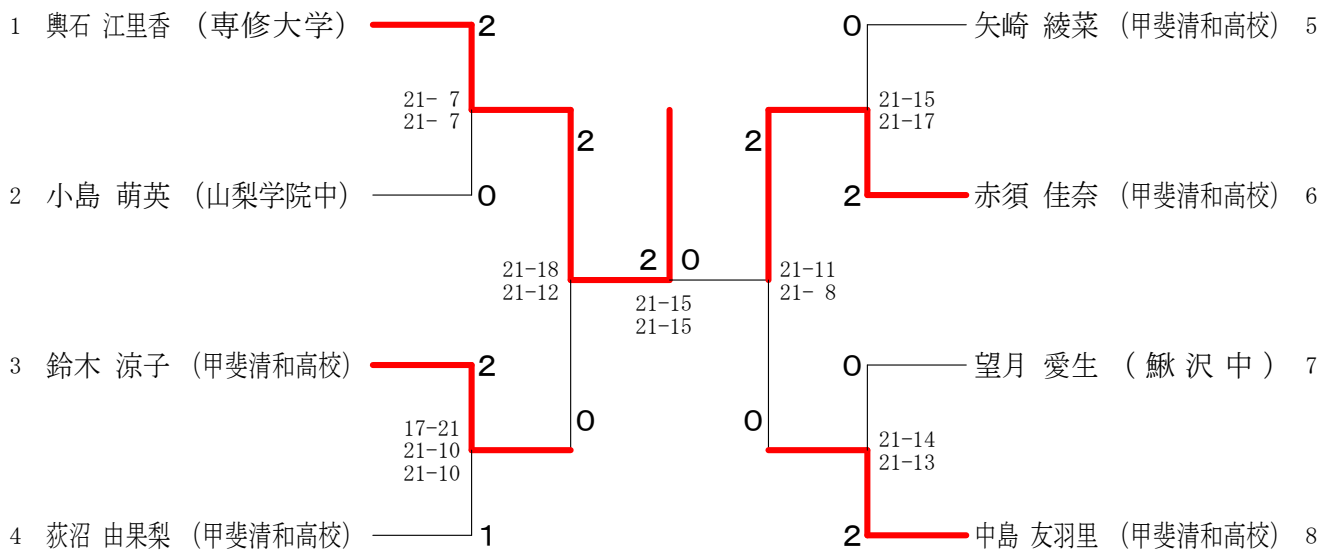 1 輿石 江里香 (専修大学) 2
21- 7
21- 7
2 小島 萌英 (山梨学院中) 0
2
21-18
21-12
3 鈴木 涼子 (甲斐清和高校) 2
17-21
21-10
21-10
0
4 荻沼 由果梨 (甲斐清和高校) 1
2 0
21-15
21-15
0 矢崎 綾菜 (甲斐清和高校) 5
21-15
21-17
2
2 赤須 佳奈 (甲斐清和高校) 6
21-11
21- 8
0 望月 愛生 (鰍沢中) 7
0
21-14
21-13
2 中島 友羽里 (甲斐清和高校) 8